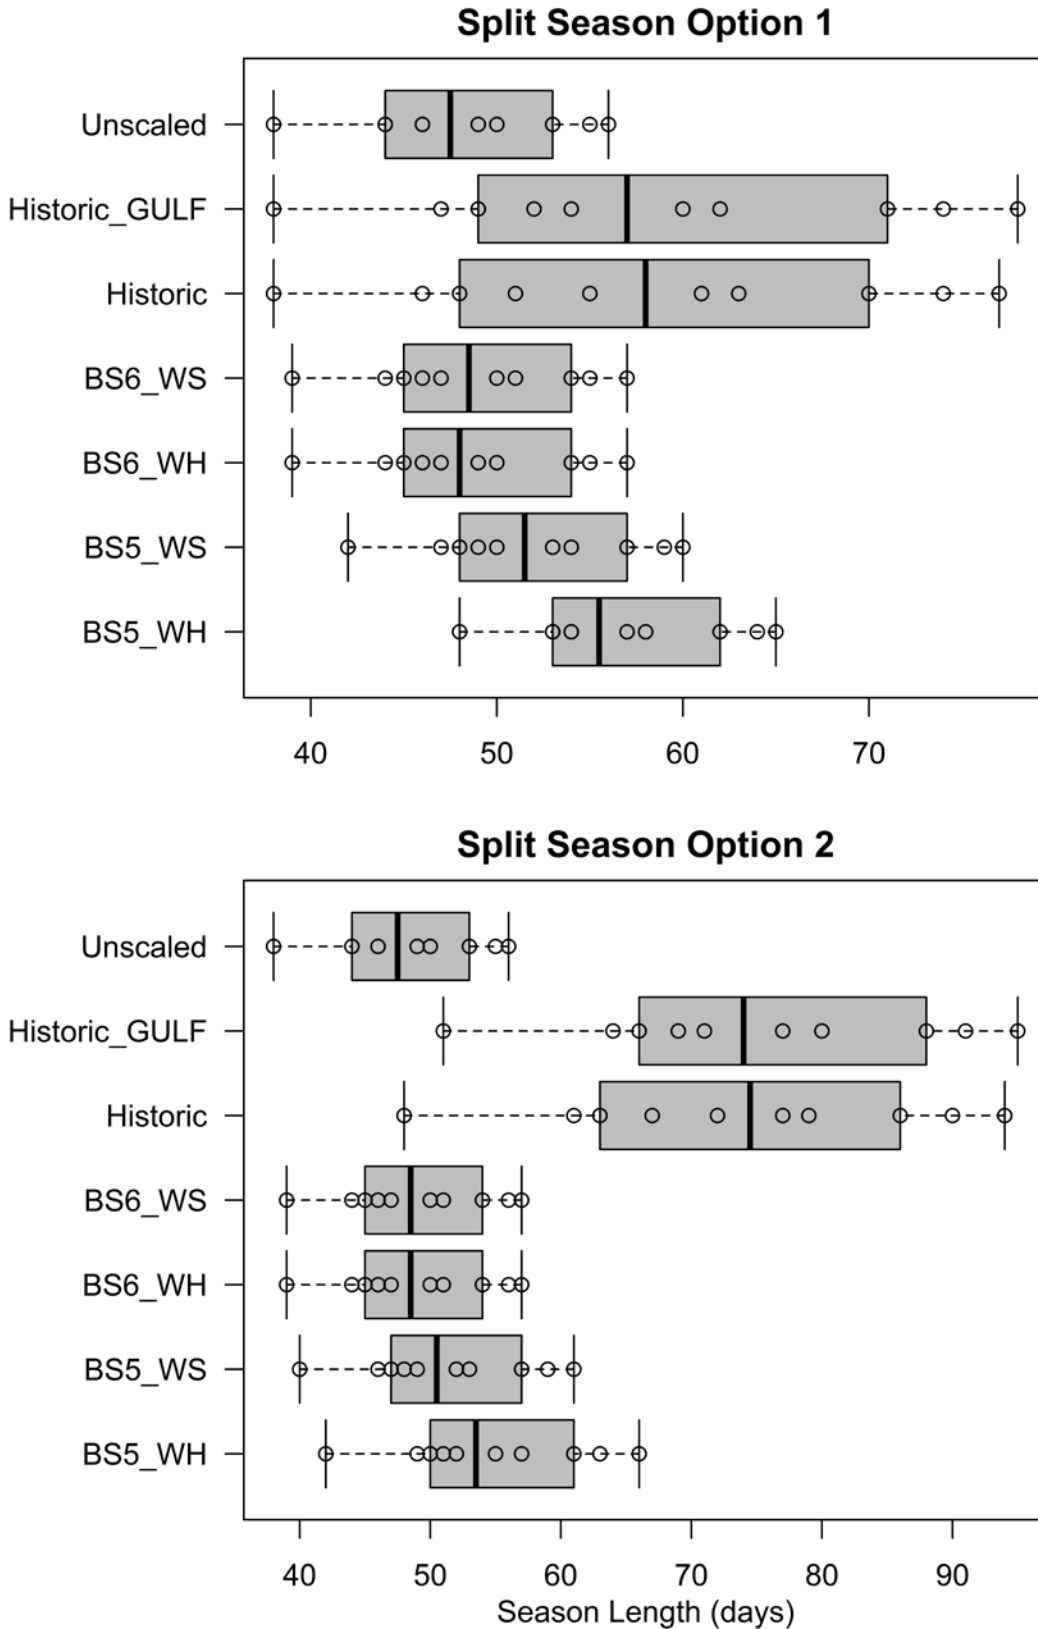 Split Season Option 1
Unscaled
Historic_GULF
Historic
BS6_WS
BS6_WH
BS5_WS
BS5_WH
40 50 60 70
Split Season Option 2
Unscaled
Historic_GULF
Historic
BS6_WS
BS6_WH
BS5_WS
BS5_WH
40 50 60 70 80 90
Season Length (days)